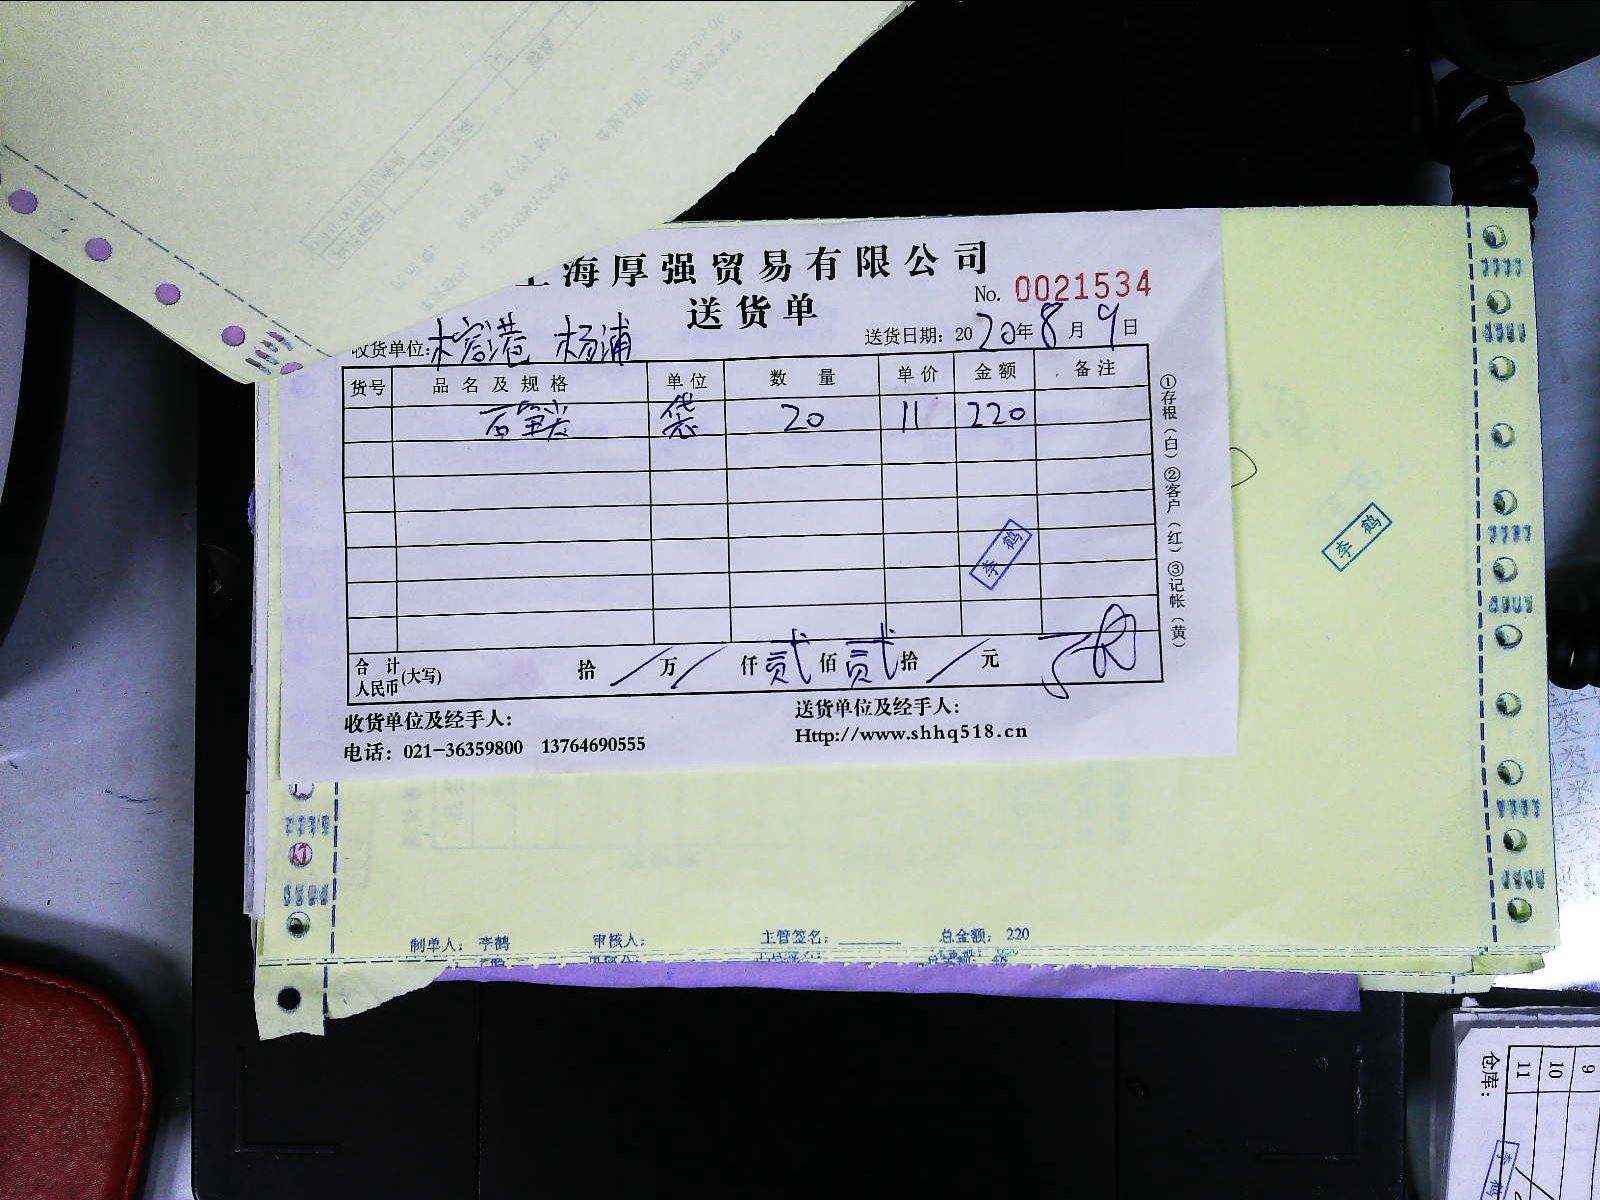 上海厚强贸易有限公司
No. 0021534
送货单
收货单位: 杨浦
送货日期: 2020年8月9日
货号 品名及规格 单位 数量 单价 金额 备注
袋 20 11 220
李鹤
李鹤
合计人民币(大写) 拾 / 万 / 仟 贰 佰 贰 拾 / 元
收货单位及经手人:
送货单位及经手人:
电话: 021-36359800 13764690555
Http://www.shhq518.cn
①存根(白)②客户(红)③记帐(黄)
制单人: 李鹤 审核人: 主管签名: 总金额: 220
仓库:
11
10
9